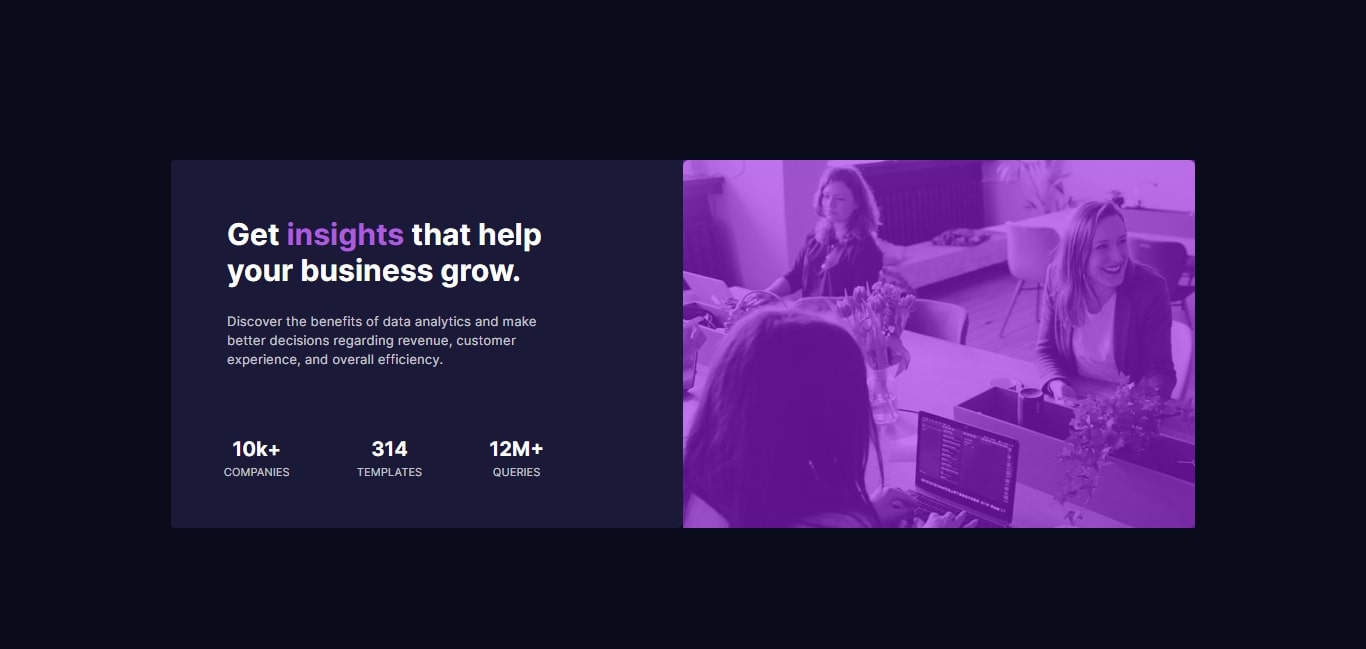 Get insights that help
your business grow.
Discover the benefits of data analytics and make
better decisions regarding revenue, customer
experience, and overall efficiency.
10k+ 314 12M+
COMPANIES TEMPLATES QUERIES